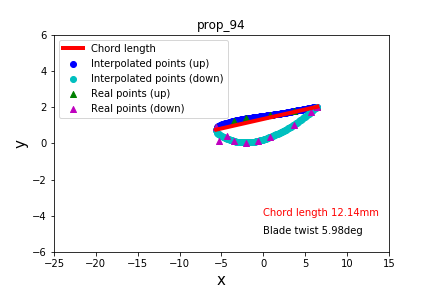 prop_94
Chord length
Interpolated points (up)
Interpolated points (down)
Real points (up)
Real points (down)
6
4
2
0
−2
−4
−6
y
Chord length 12.14mm
Blade twist 5.98deg
−25
−20
−15
−10
−5
0
5
10
15
x